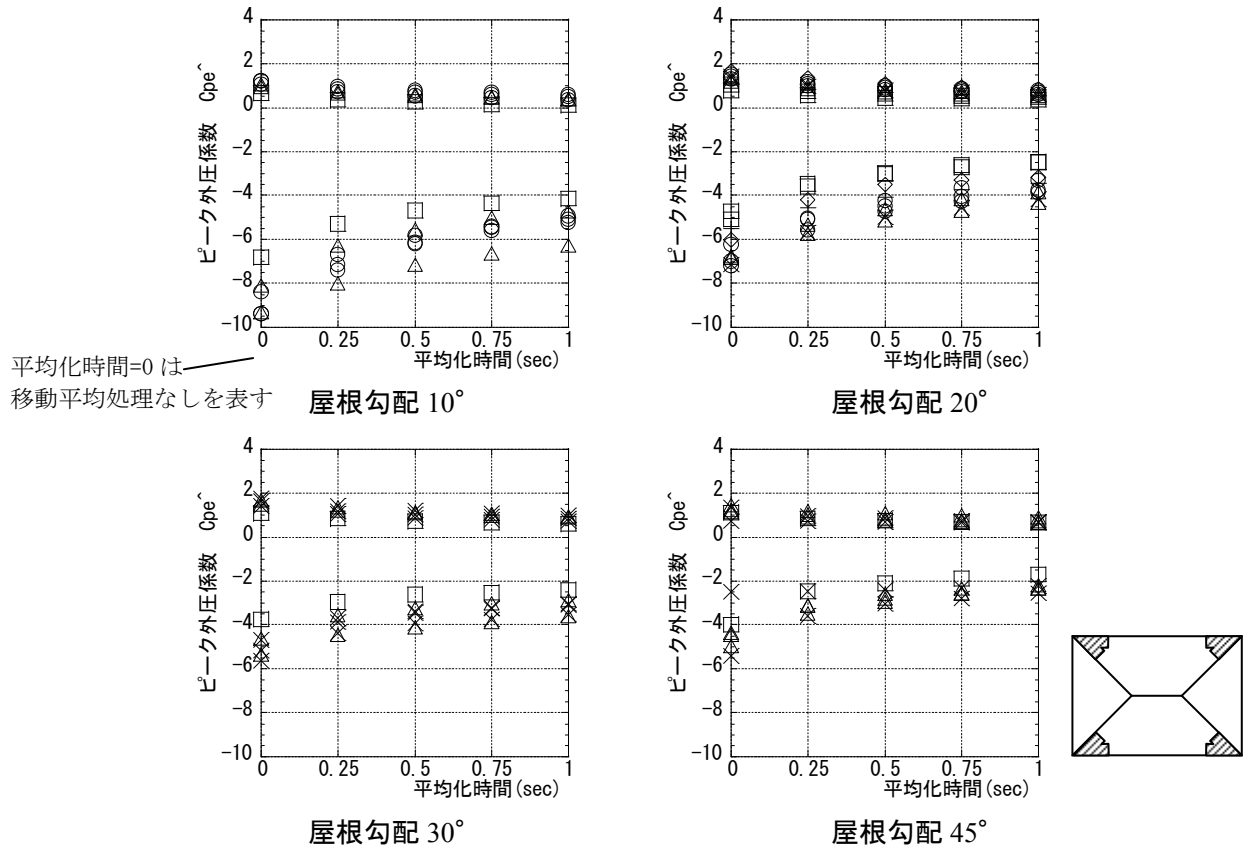 4
2
0
-2
-4
-6
-8
-10
ピーク外圧係数 Cpe^
0 0.25 0.5 0.75 1
平均化時間(sec)
屋根勾配 10°
4
2
0
-2
-4
-6
-8
-10
ピーク外圧係数 Cpe^
0 0.25 0.5 0.75 1
平均化時間(sec)
屋根勾配 20°
平均化時間=0 は
移動平均処理なしを表す
4
2
0
-2
-4
-6
-8
-10
ピーク外圧係数 Cpe^
0 0.25 0.5 0.75 1
平均化時間(sec)
屋根勾配 30°
4
2
0
-2
-4
-6
-8
-10
ピーク外圧係数 Cpe^
0 0.25 0.5 0.75 1
平均化時間(sec)
屋根勾配 45°